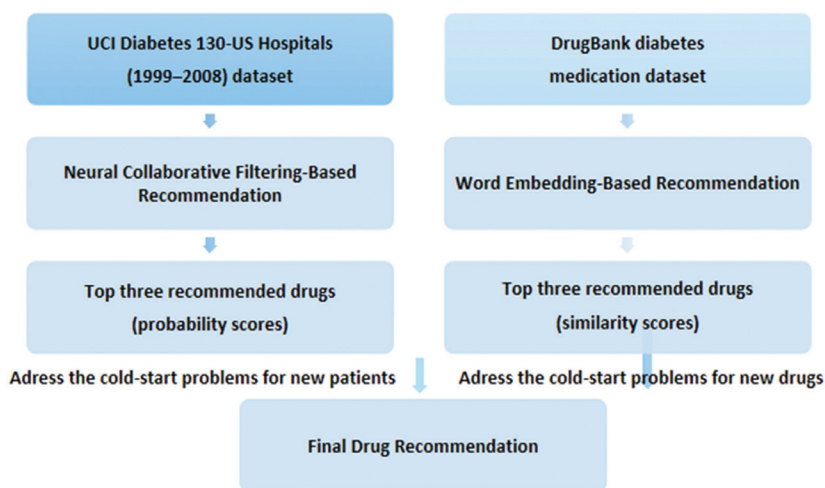 UCI Diabetes 130-US Hospitals
(1999–2008) dataset
DrugBank diabetes
medication dataset
Neural Collaborative Filtering-Based
Recommendation
Word Embedding-Based Recommendation
Top three recommended drugs
(probability scores)
Top three recommended drugs
(similarity scores)
Adress the cold-start problems for new patients
Adress the cold-start problems for new drugs
Final Drug Recommendation